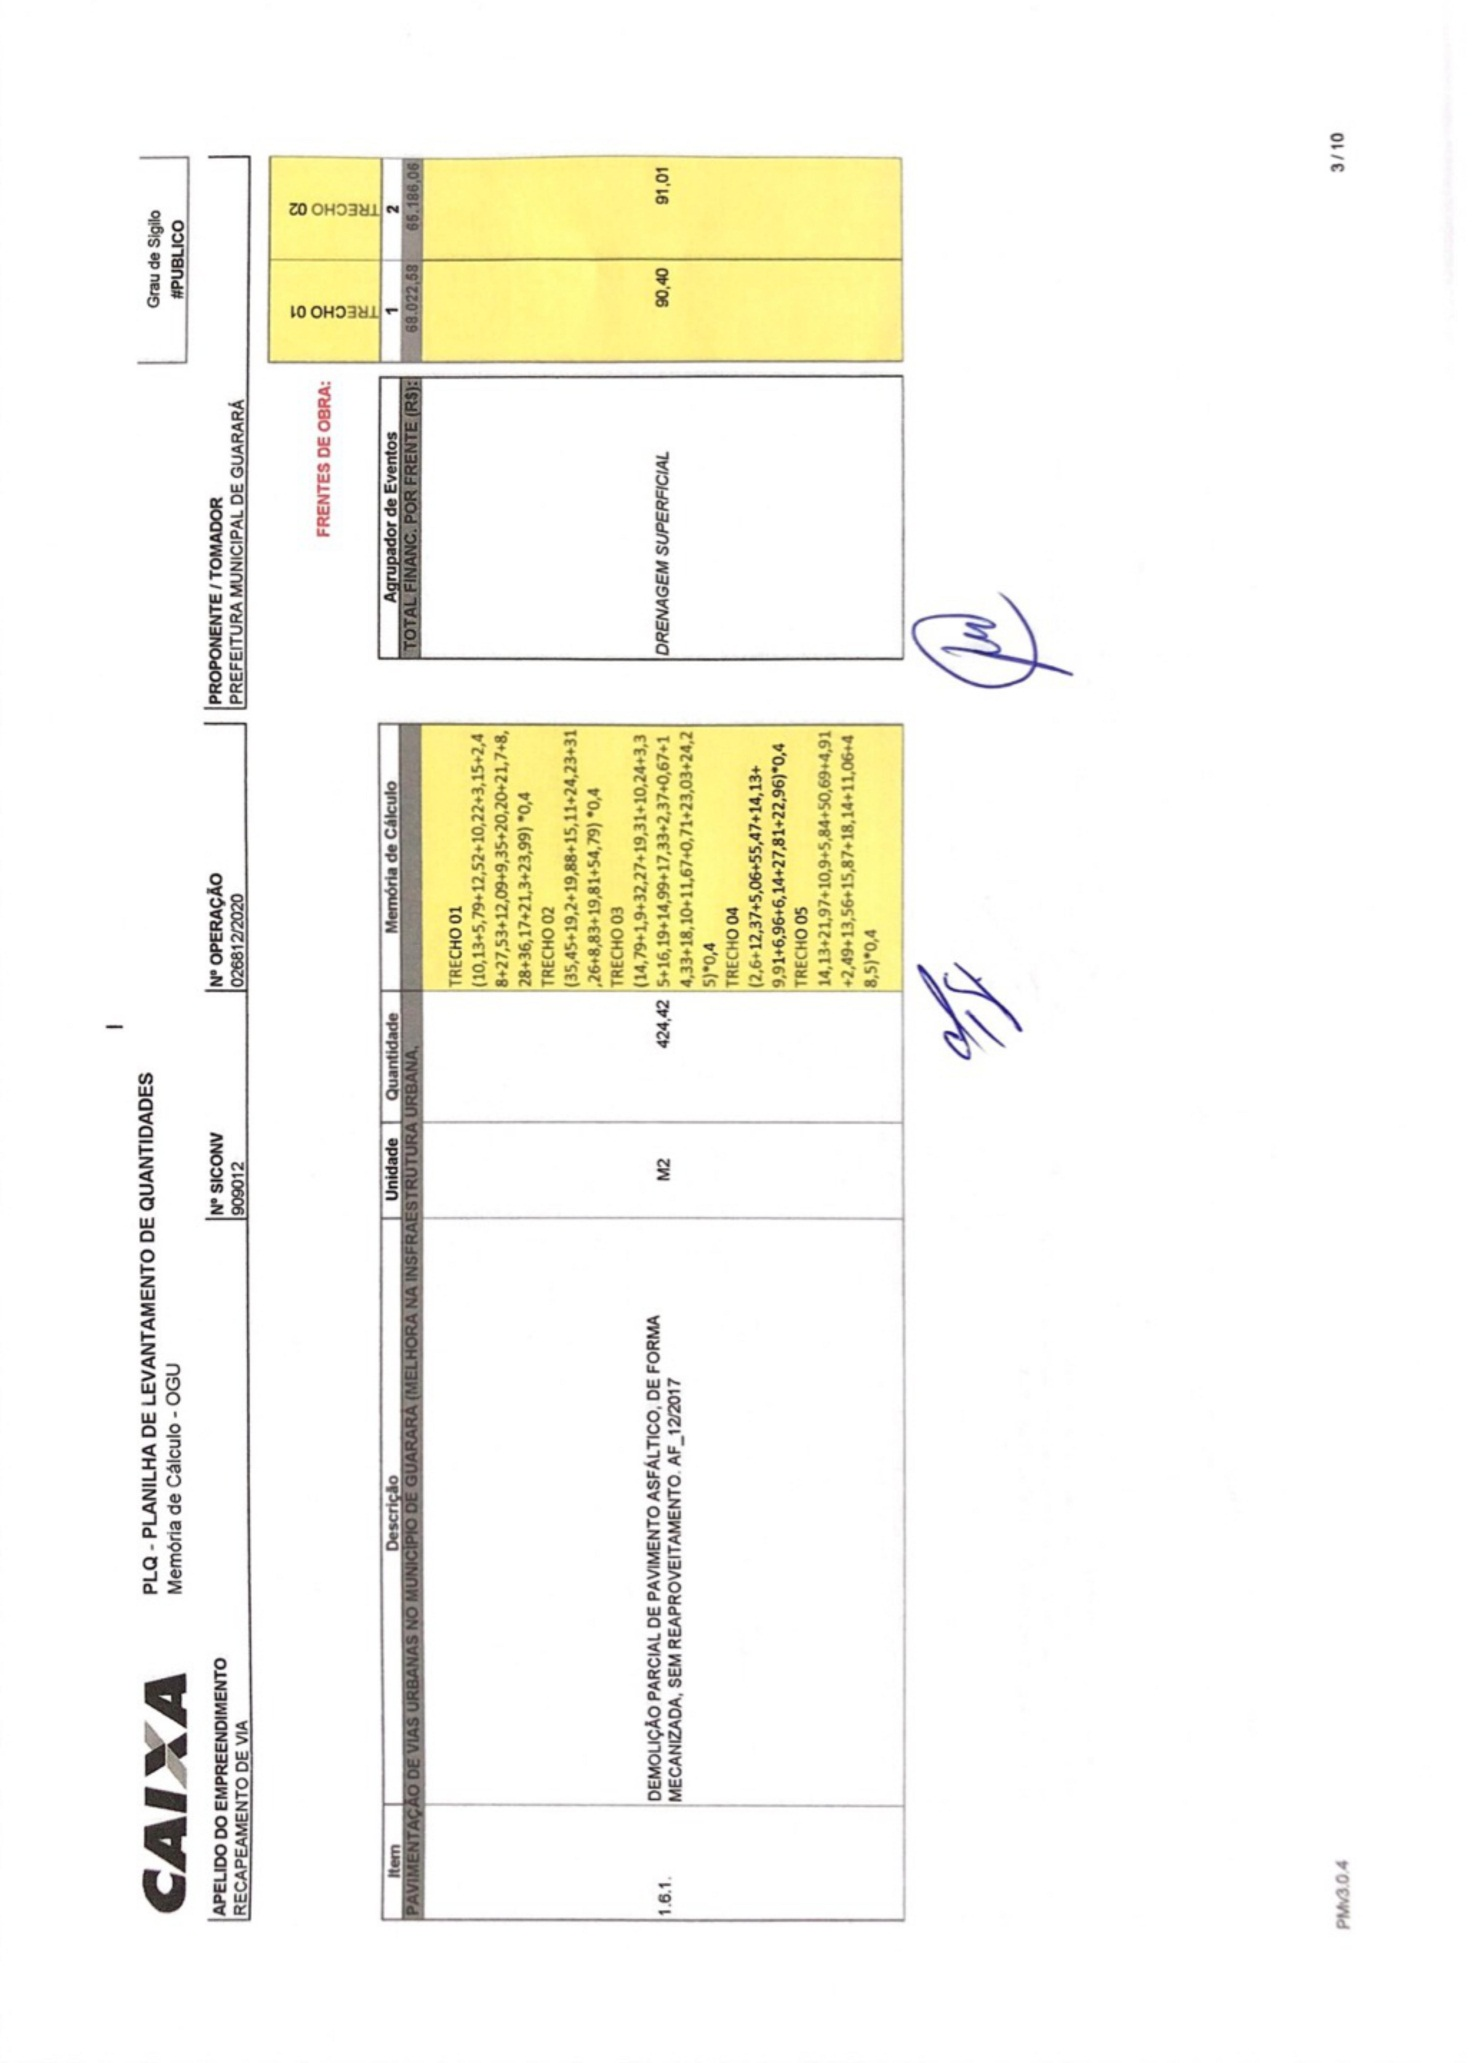 CAIXA
PLQ - PLANILHA DE LEVANTAMENTO DE QUANTIDADES
Memória de Cálculo - OGU
Grau de Sigilo
#PUBLICO
APELIDO DO EMPREENDIMENTO
RECAPEAMENTO DE VIA
Nº SICONV
909012
Nº OPERAÇÃO
026812/2020
PROPONENTE / TOMADOR
PREFEITURA MUNICIPAL DE GUARARÁ
FRENTES DE OBRA:
TRECHO 01
TRECHO 02
Item
Descrição
Unidade
Quantidade
Memória de Cálculo
Agrupador de Eventos
1
2
PAVIMENTAÇÃO DE VIAS URBANAS NO MUNICIPIO DE GUARARÁ (MELHORA NA INSFRAESTRUTURA URBANA,
TOTAL FINANC. POR FRENTE (R$):
68.022,58
65.186,06
1.6.1.
DEMOLIÇÃO PARCIAL DE PAVIMENTO ASFÁLTICO, DE FORMA
MECANIZADA, SEM REAPROVEITAMENTO. AF_12/2017
M2
424,42
TRECHO 01
(10,13+5,79+12,52+10,22+3,15+2,4
8+27,53+12,09+9,35+20,20+21,7+8,
28+36,17+21,3+23,99) *0,4
TRECHO 02
(35,45+19,2+19,88+15,11+24,23+31
,26+8,83+19,81+54,79) *0,4
TRECHO 03
(14,79+1,9+32,27+19,31+10,24+3,3
5+16,19+14,99+17,33+2,37+0,67+1
4,33+18,10+11,67+0,71+23,03+24,2
5)*0,4
TRECHO 04
(2,6+12,37+5,06+55,47+14,13+
9,91+6,96+6,14+27,81+22,96)*0,4
TRECHO 05
14,13+21,97+10,9+5,84+50,69+4,91
+2,49+13,56+15,87+18,14+11,06+4
8,5)*0,4
DRENAGEM SUPERFICIAL
90,40
91,01
PMv3.0.4
3 / 10